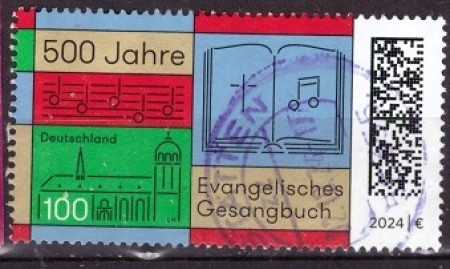 500 Jahre
Deutschland
100
Evangelisches
Gesangbuch
2024 | €